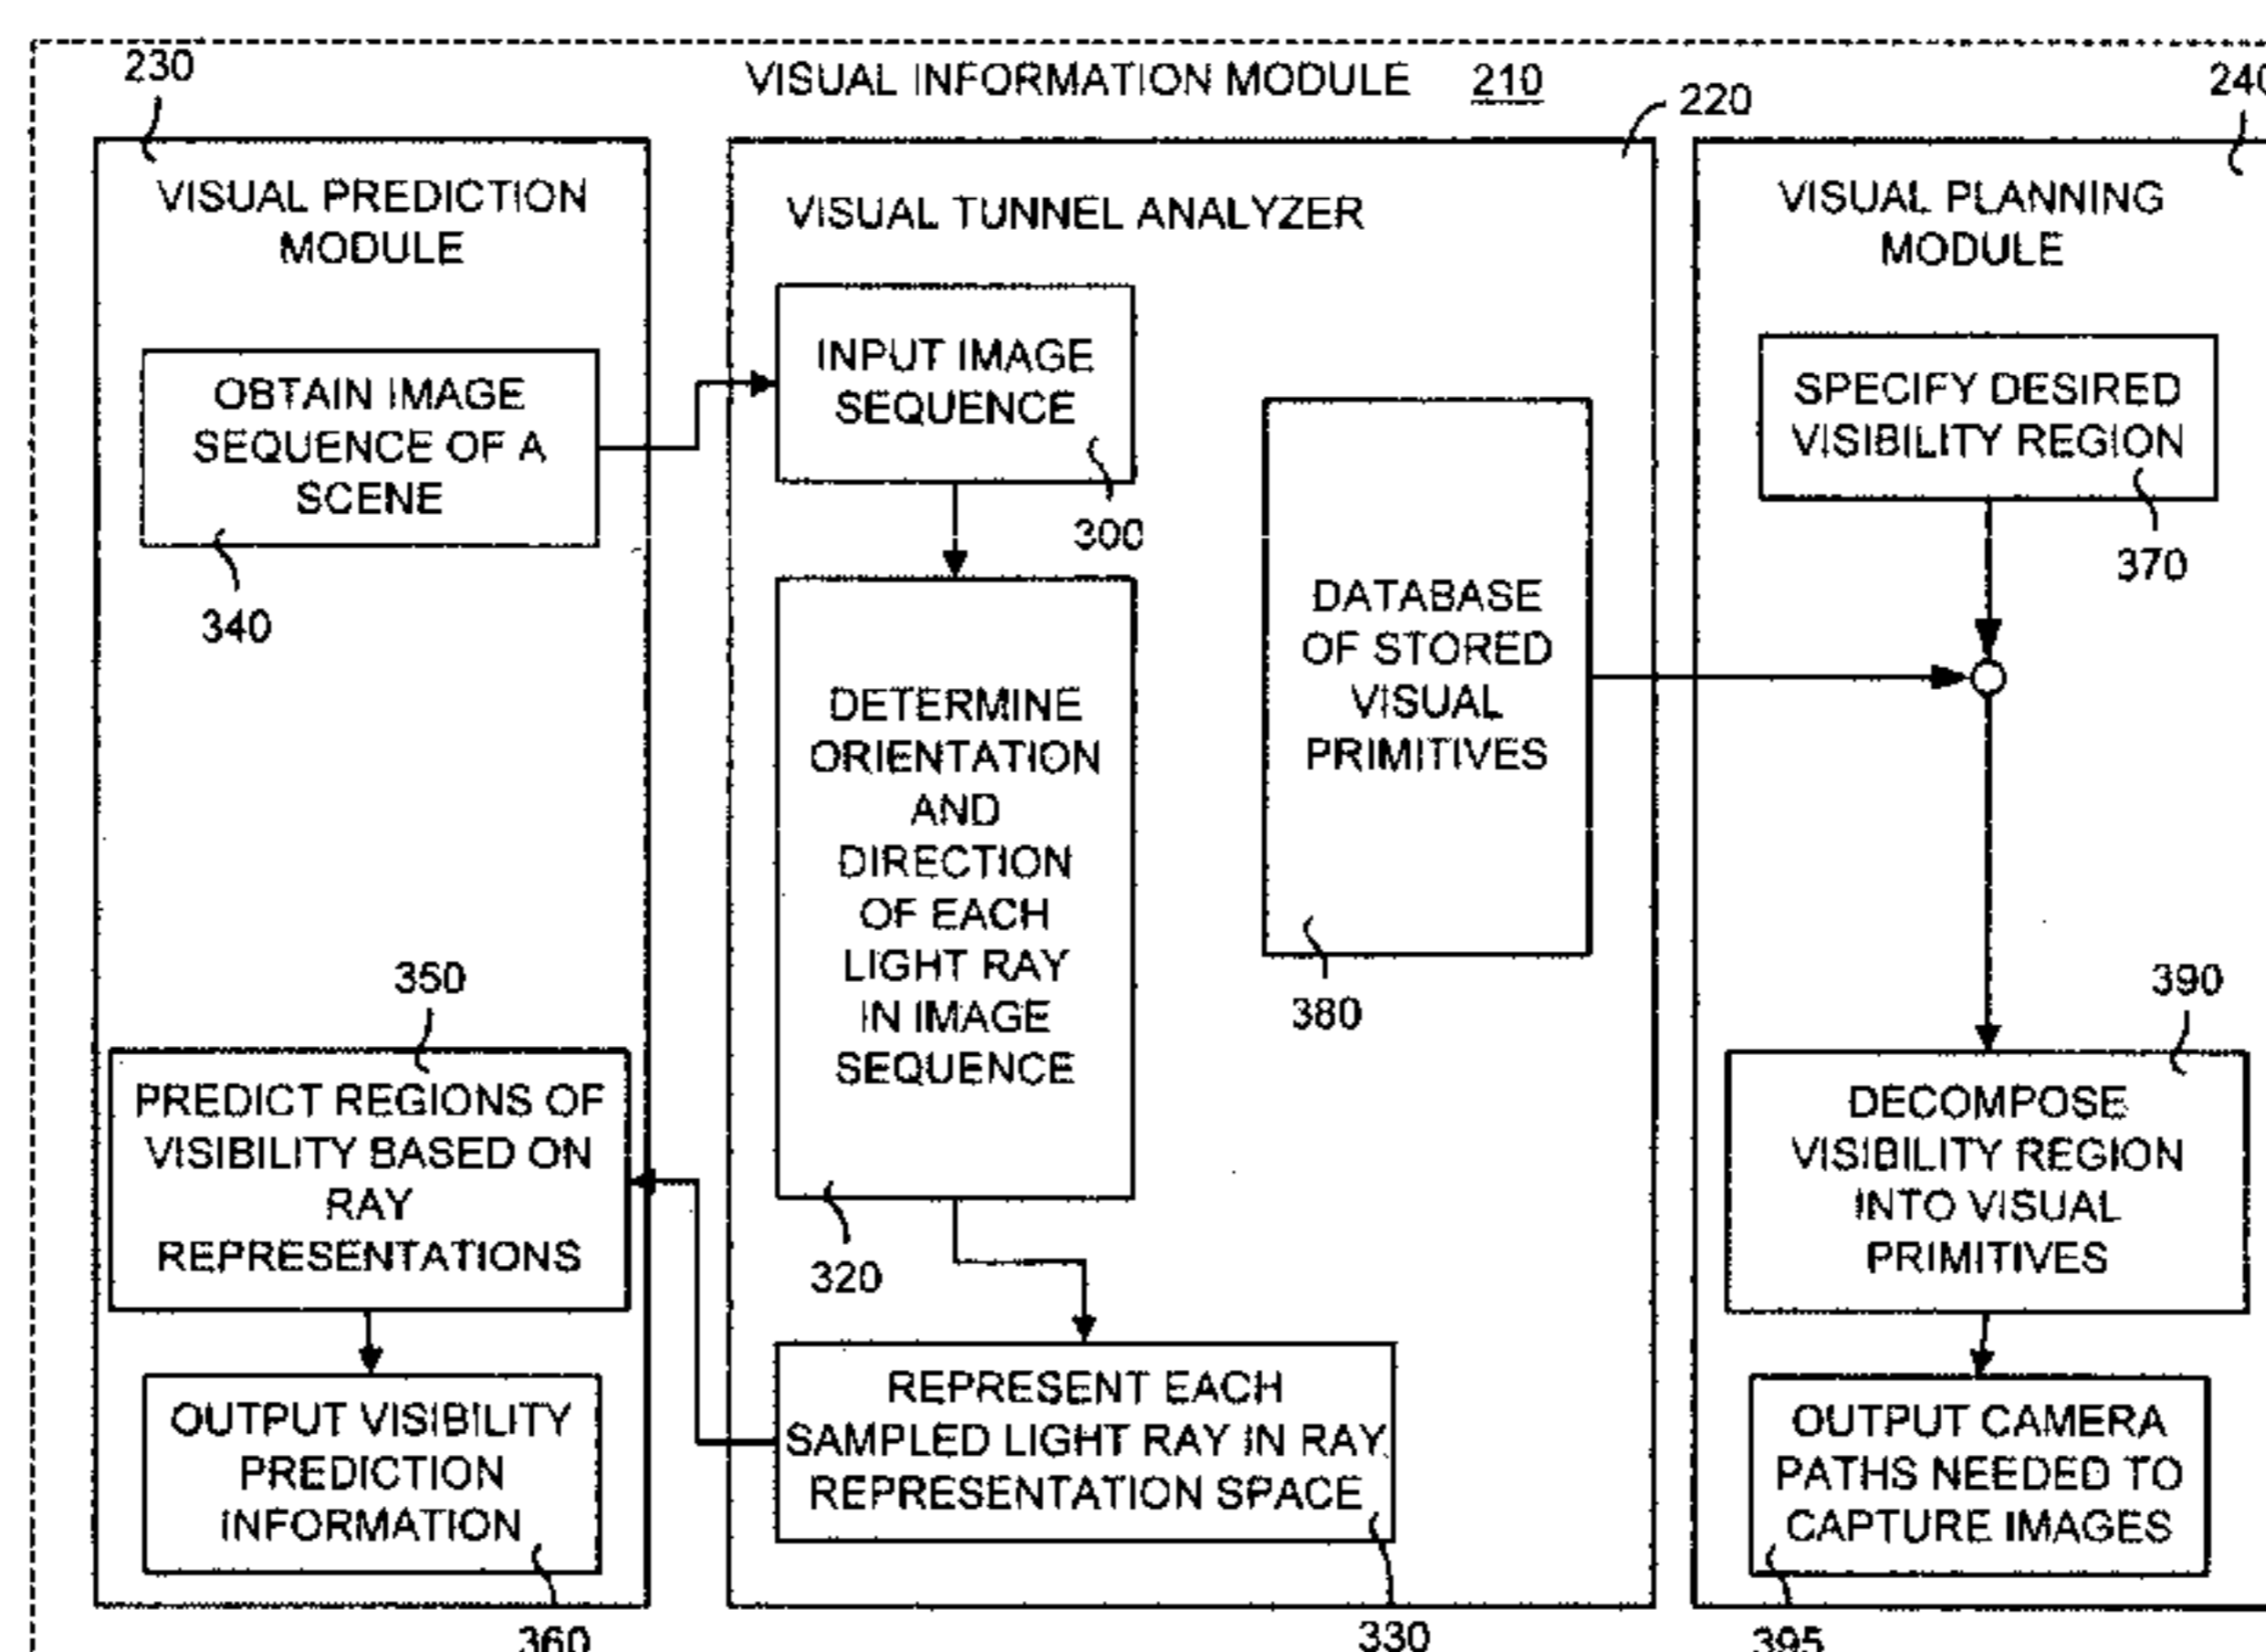 VISUAL INFORMATION MODULE 210
230
VISUAL PREDICTION
MODULE
OBTAIN IMAGE
SEQUENCE OF A
SCENE
340
350
PREDICT REGIONS OF
VISIBILITY BASED ON
RAY
REPRESENTATIONS
OUTPUT VISIBILITY
PREDICTION
INFORMATION
360
220
VISUAL TUNNEL ANALYZER
INPUT IMAGE
SEQUENCE
300
DETERMINE
ORIENTATION
AND
DIRECTION
OF EACH
LIGHT RAY
IN IMAGE
SEQUENCE
320
DATABASE
OF STORED
VISUAL
PRIMITIVES
380
REPRESENT EACH
SAMPLED LIGHT RAY IN RAY
REPRESENTATION SPACE
330
240
VISUAL PLANNING
MODULE
SPECIFY DESIRED
VISIBILITY REGION
370
390
DECOMPOSE
VISIBILITY REGION
INTO VISUAL
PRIMITIVES
OUTPUT CAMERA
PATHS NEEDED TO
CAPTURE IMAGES
395